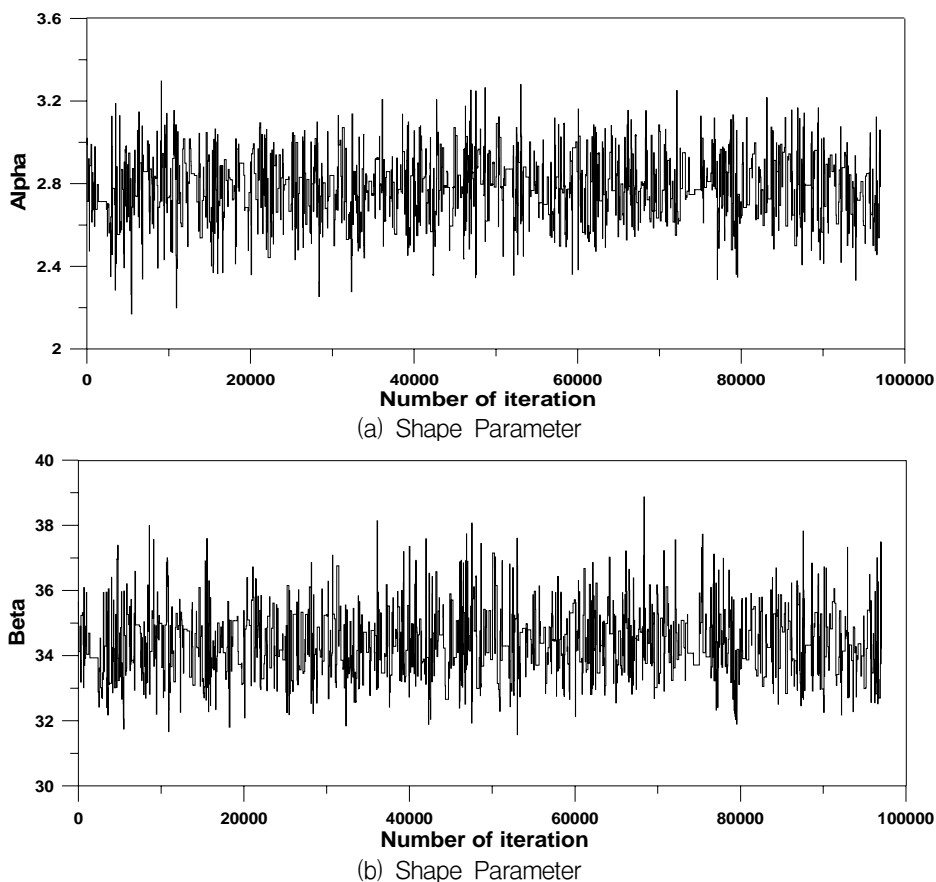 3.6
3.2
2.8
2.4
2
Alpha
0 20000 40000 60000 80000 100000
Number of iteration
(a) Shape Parameter
40
38
36
34
32
30
Beta
0 20000 40000 60000 80000 100000
Number of iteration
(b) Shape Parameter